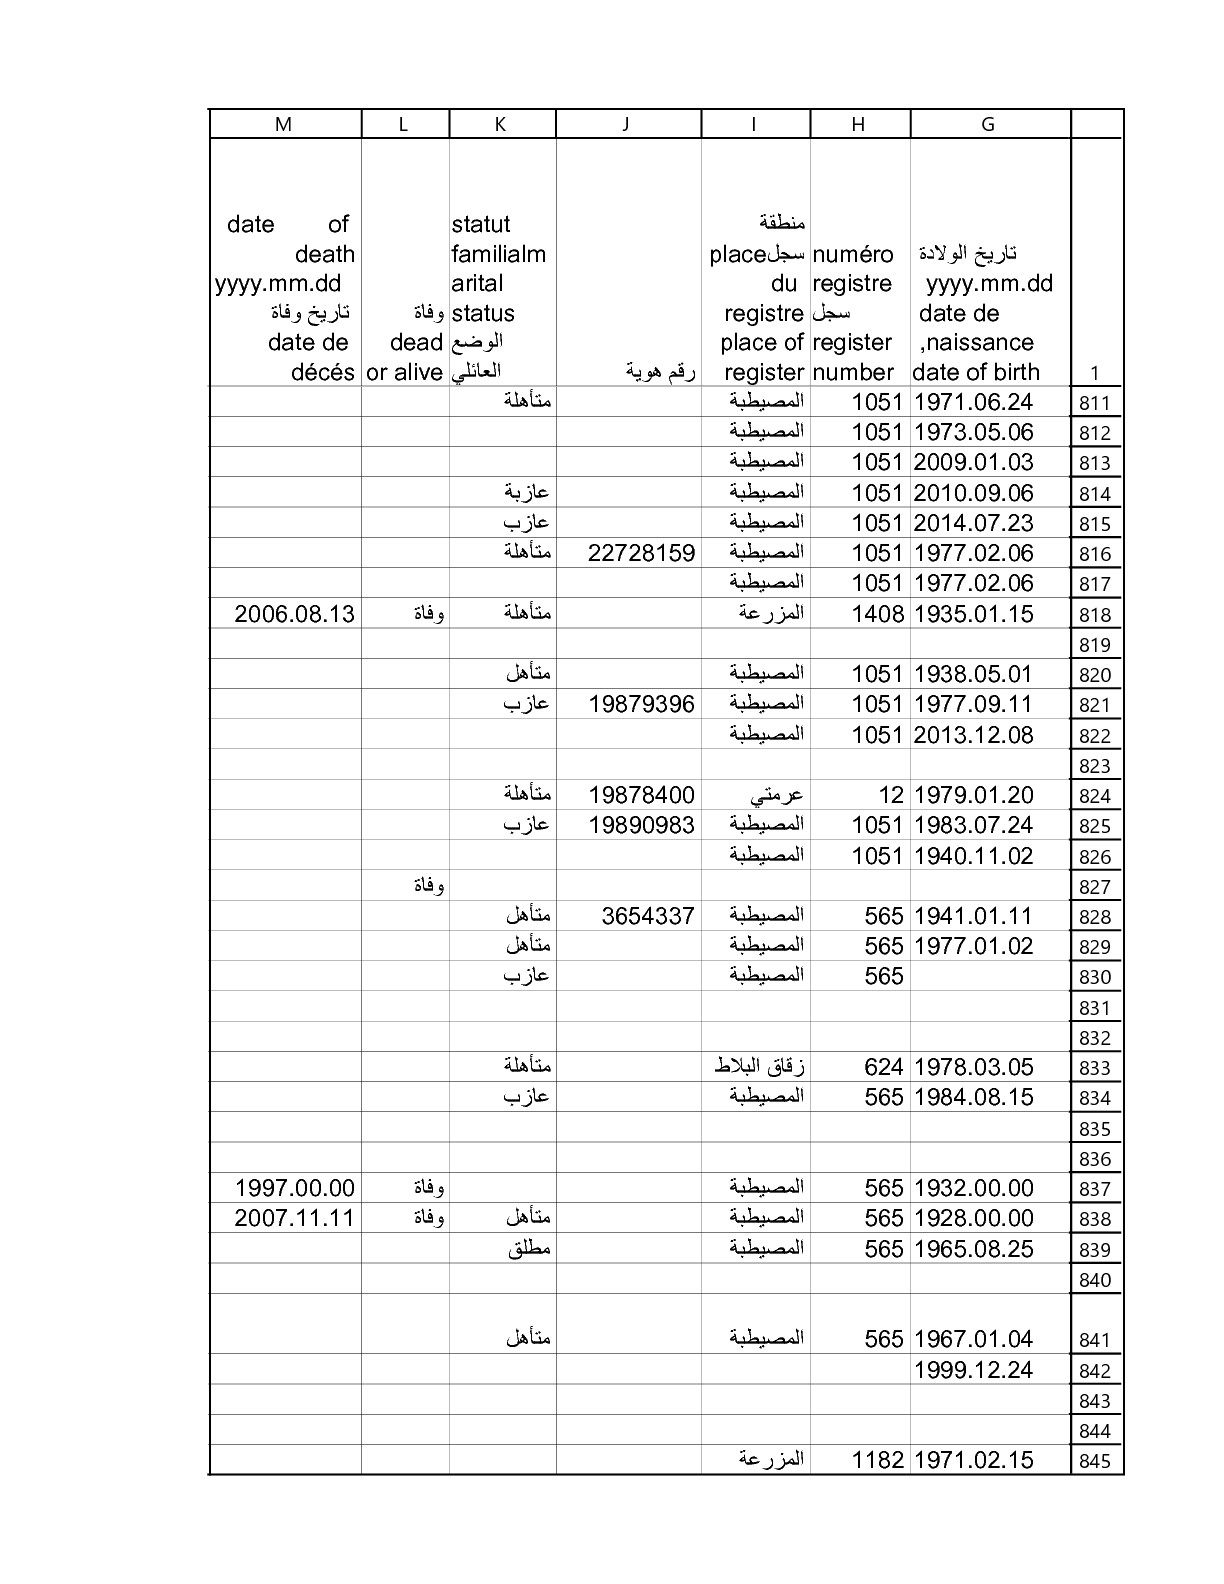 M L K J I H G
date of death yyyy.mm.dd تاريخ وفاة date de décés
وفاة dead or alive
statut familialm arital status الوضع العائلي
رقم هوية
منطقة سجلplace du registre place of register
numéro registre سجل register number
تاريخ الولادة yyyy.mm.dd date de ,naissance date of birth
1
متأهلة المصيطبة 1051 1971.06.24 811
المصيطبة 1051 1973.05.06 812
المصيطبة 1051 2009.01.03 813
عازبة المصيطبة 1051 2010.09.06 814
عازب المصيطبة 1051 2014.07.23 815
متأهلة 22728159 المصيطبة 1051 1977.02.06 816
المصيطبة 1051 1977.02.06 817
2006.08.13 وفاة متأهلة المزرعة 1408 1935.01.15 818
819
متأهل المصيطبة 1051 1938.05.01 820
عازب 19879396 المصيطبة 1051 1977.09.11 821
المصيطبة 1051 2013.12.08 822
823
متأهلة 19878400 عرمتي 12 1979.01.20 824
عازب 19890983 المصيطبة 1051 1983.07.24 825
المصيطبة 1051 1940.11.02 826
وفاة 827
متأهل 3654337 المصيطبة 565 1941.01.11 828
متأهل المصيطبة 565 1977.01.02 829
عازب المصيطبة 565 830
831
832
متأهلة زقاق البلاط 624 1978.03.05 833
عازب المصيطبة 565 1984.08.15 834
835
836
1997.00.00 وفاة المصيطبة 565 1932.00.00 837
2007.11.11 وفاة متأهل المصيطبة 565 1928.00.00 838
مطلق المصيطبة 565 1965.08.25 839
840
متأهل المصيطبة 565 1967.01.04 841
1999.12.24 842
843
844
المزرعة 1182 1971.02.15 845